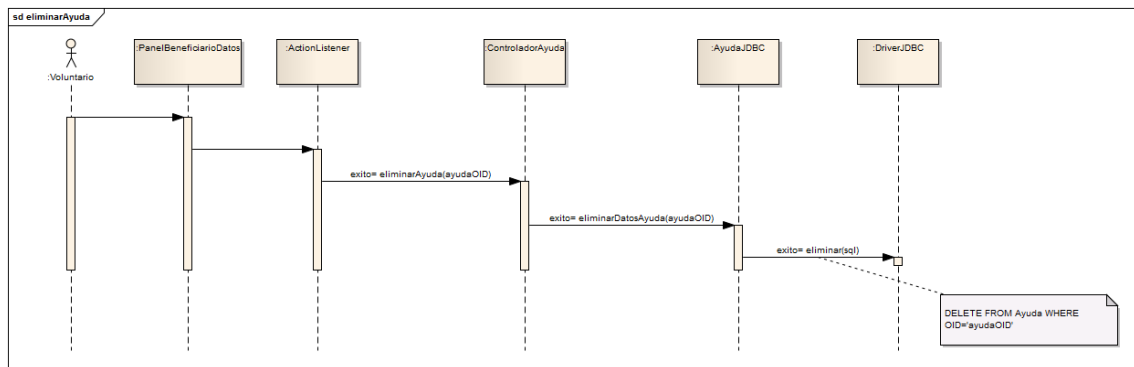 sd eliminarAyuda
:Voluntario
:PanelBeneficiarioDatos
:ActionListener
:ControladorAyuda
:AyudaJDBC
:DriverJDBC
exito= eliminarAyuda(ayudaOID)
exito= eliminarDatosAyuda(ayudaOID)
exito= eliminar(sql)
DELETE FROM Ayuda WHERE
OID='ayudaOID'